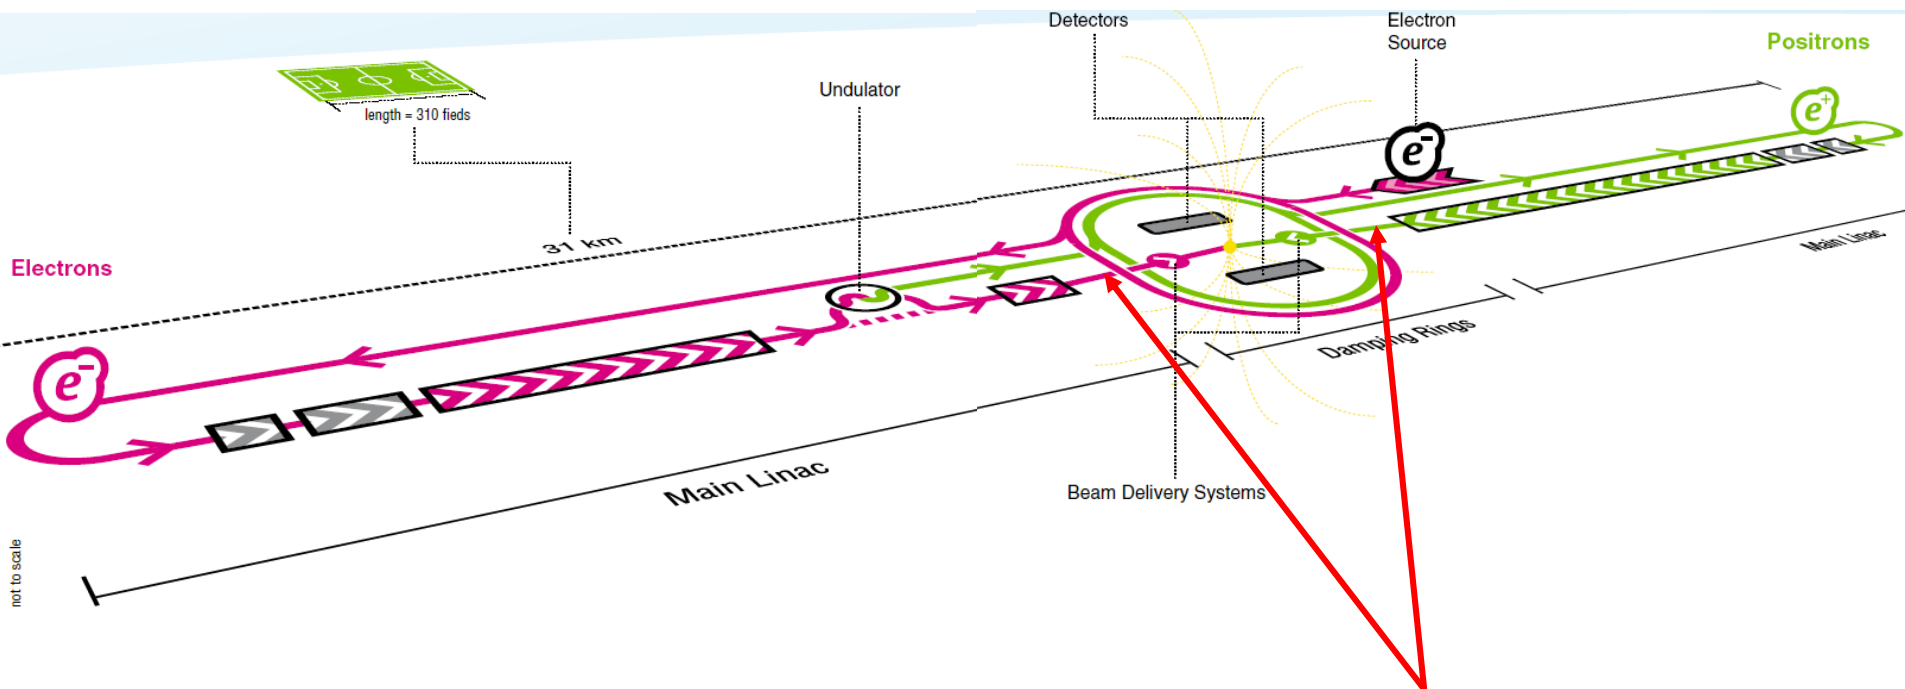 Detectors
Electron
Source
Positrons
Undulator
length = 310 fieds
e+
e-
31 km
Electrons
Main Linac
e-
Damping Rings
Main Linac
Beam Delivery Systems
not to scale